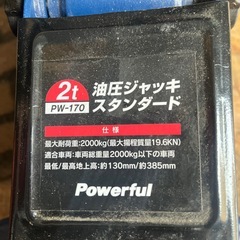 2t
PW-170
油圧ジャッキ
スタンダード
仕様
最大耐荷重:2000kg(最大揚程質量19.6KN)
適合車両:車両総重量2000kg以下の車両
最低/最高地上高:約130mm/約385mm
Powerful